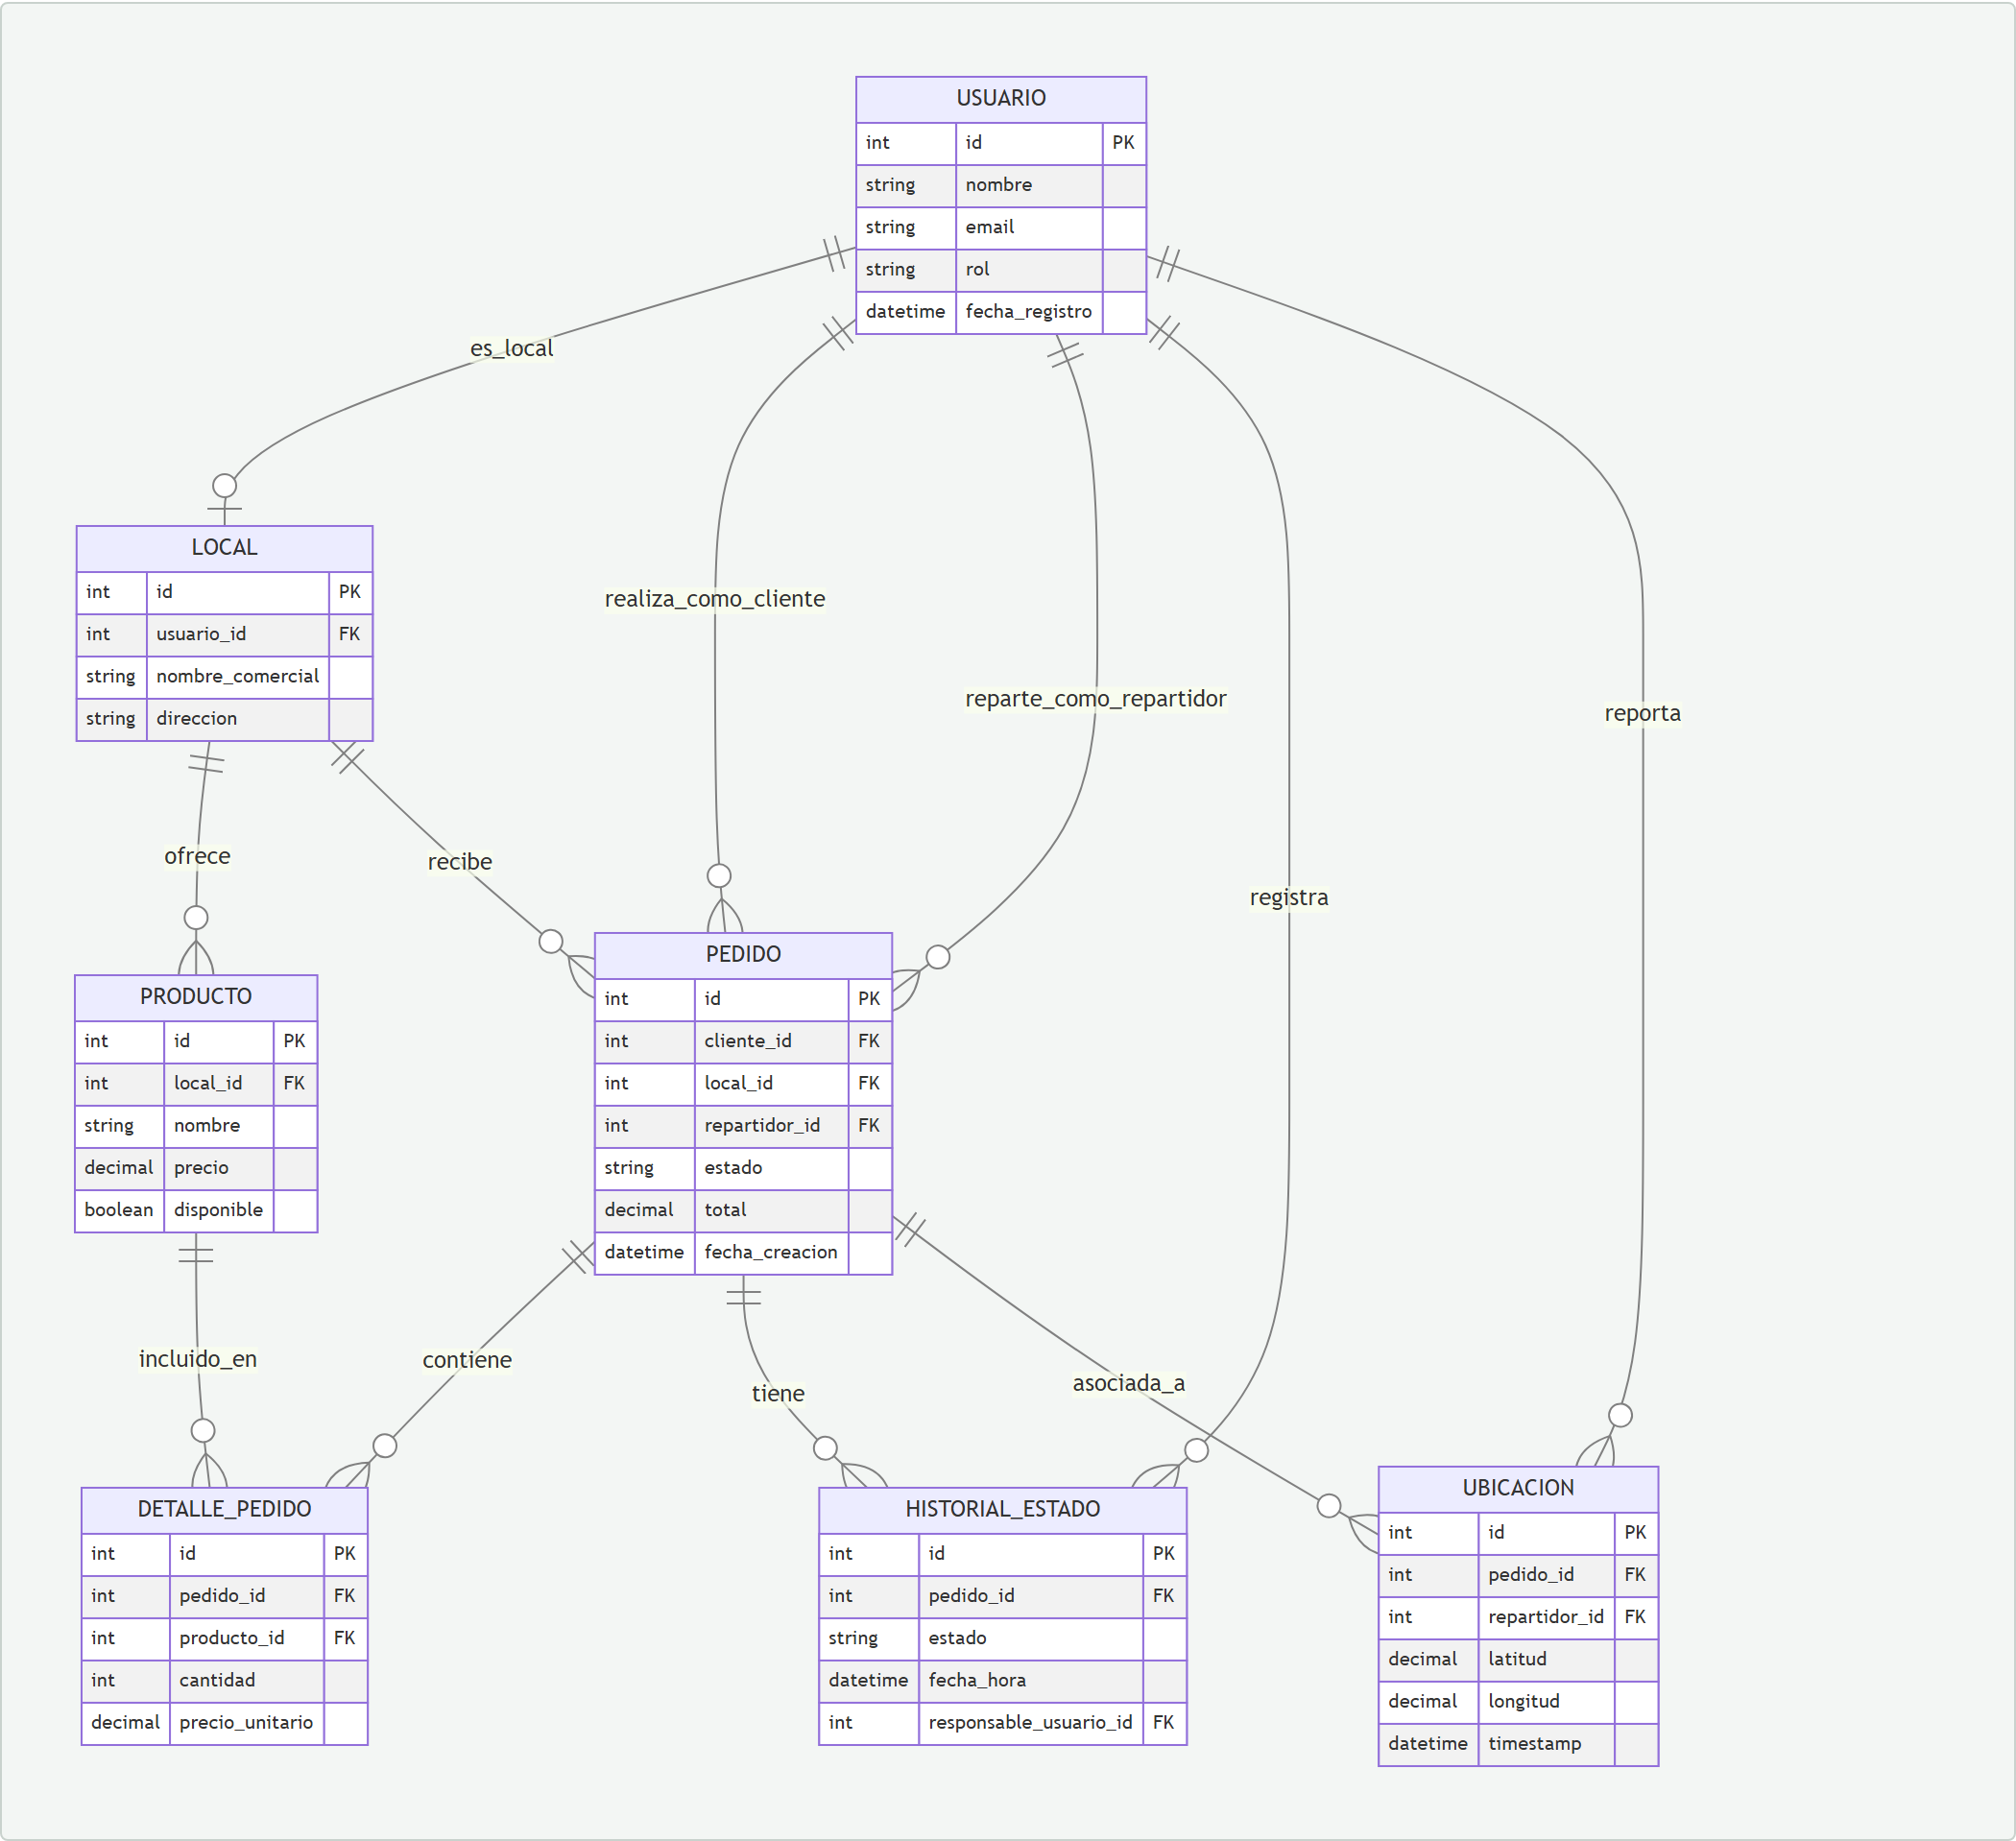 USUARIO
int id PK
string nombre
string email
string rol
datetime fecha_registro
es_local
realiza_como_cliente
reparte_como_repartidor
registra
reporta
LOCAL
int id PK
int usuario_id FK
string nombre_comercial
string direccion
ofrece
recibe
PRODUCTO
int id PK
int local_id FK
string nombre
decimal precio
boolean disponible
PEDIDO
int id PK
int cliente_id FK
int local_id FK
int repartidor_id FK
string estado
decimal total
datetime fecha_creacion
incluido_en
contiene
tiene
asociada_a
DETALLE_PEDIDO
int id PK
int pedido_id FK
int producto_id FK
int cantidad
decimal precio_unitario
HISTORIAL_ESTADO
int id PK
int pedido_id FK
string estado
datetime fecha_hora
int responsable_usuario_id FK
UBICACION
int id PK
int pedido_id FK
int repartidor_id FK
decimal latitud
decimal longitud
datetime timestamp